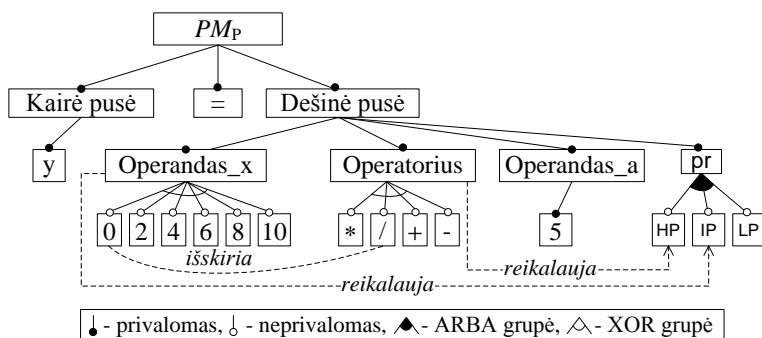 PM_P
Kairė pusė = Dešinė pusė
y Operandas_x Operatorius Operandas_a pr
0 2 4 6 8 10 * / + - 5 HP IP LP
išskiria
reikalauja
reikalauja
- privalomas, - neprivalomas, - ARBA grupė, - XOR grupė